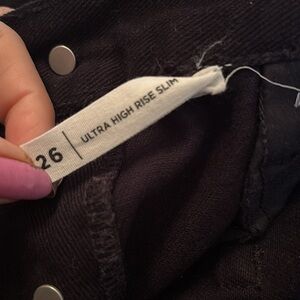 26 | ULTRA HIGH RISE SLIM